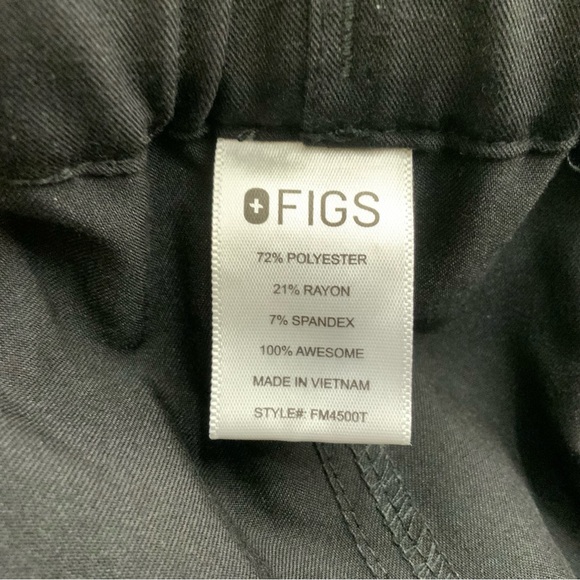 FIGS
72% POLYESTER
21% RAYON
7% SPANDEX
100% AWESOME
MADE IN VIETNAM
STYLE#: FM4500T